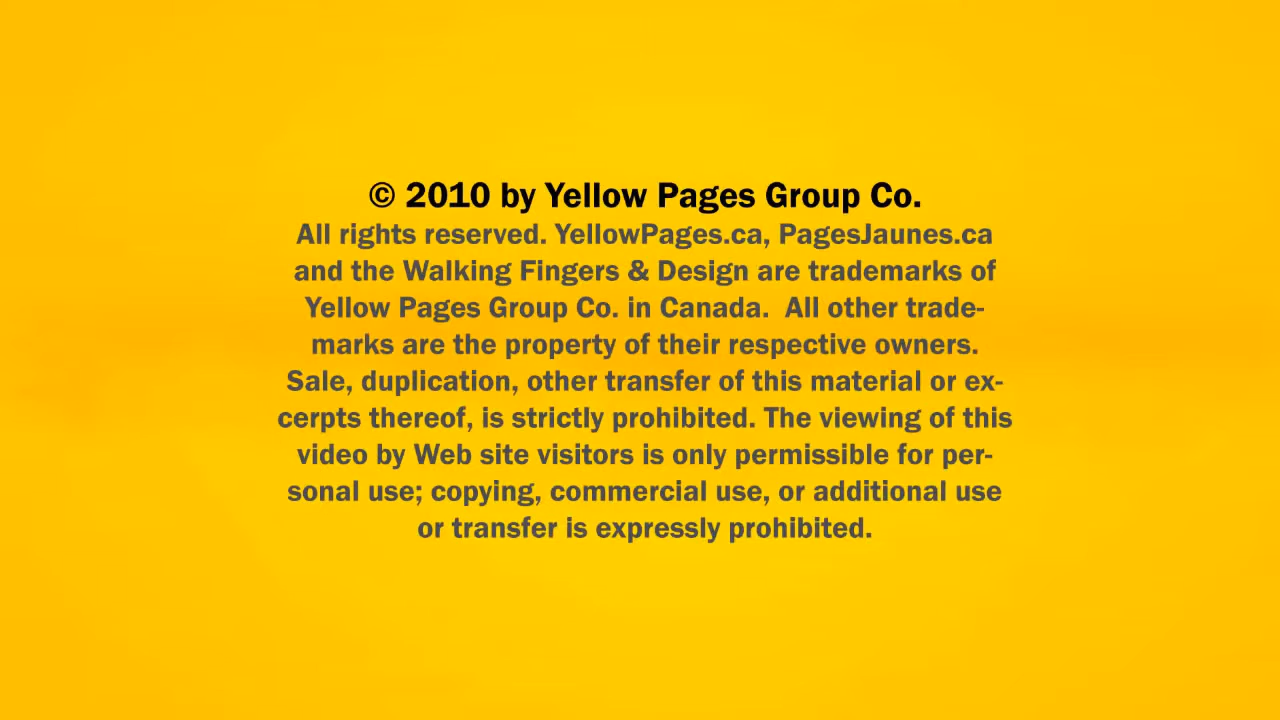 © 2010 by Yellow Pages Group Co.
All rights reserved. YellowPages.ca, PagesJaunes.ca
and the Walking Fingers & Design are trademarks of
Yellow Pages Group Co. in Canada.  All other trade-
marks are the property of their respective owners.
Sale, duplication, other transfer of this material or ex-
cerpts thereof, is strictly prohibited. The viewing of this
video by Web site visitors is only permissible for per-
sonal use; copying, commercial use, or additional use
or transfer is expressly prohibited.